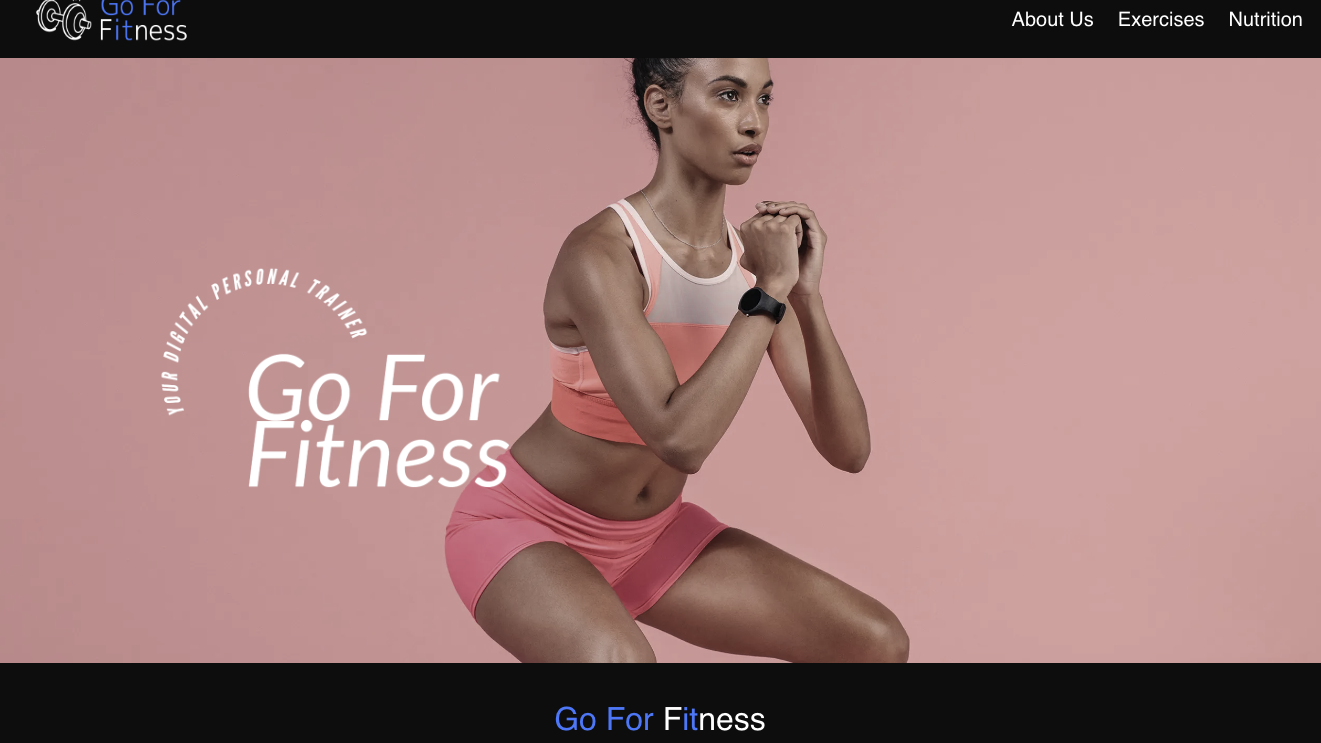 Go For
Fitness
About Us
Exercises
Nutrition
YOUR DIGITAL PERSONAL TRAINER
Go For
Fitness
Go For Fitness